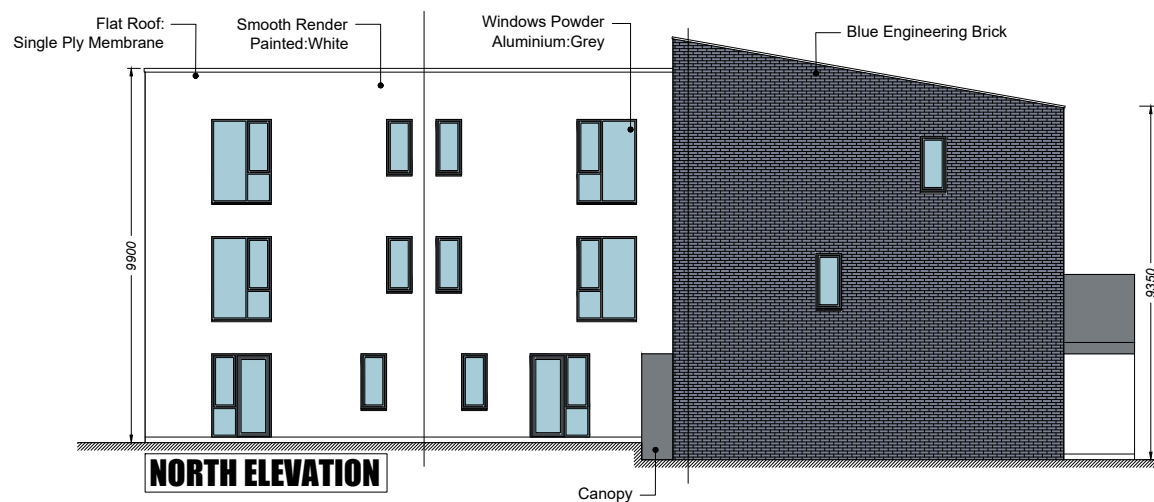 Flat Roof:
Single Ply Membrane
Smooth Render
Painted:White
Windows Powder
Aluminium:Grey
Blue Engineering Brick
9900
9350
NORTH ELEVATION
Canopy